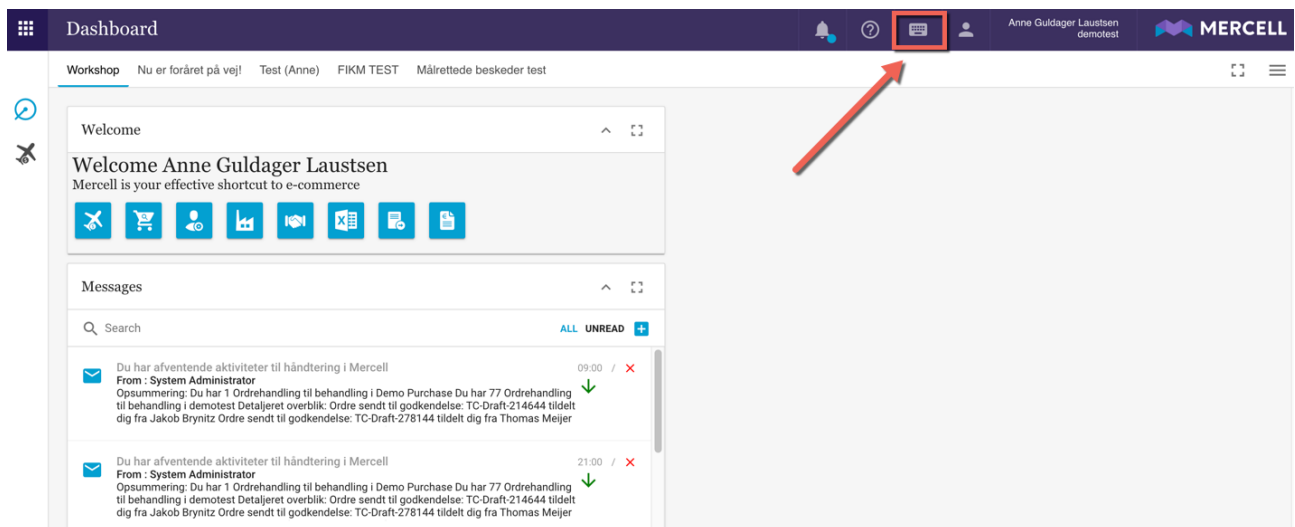 Dashboard
Anne Guldager Laustsen
demotest
MERCELL
Workshop Nu er foråret på vej! Test (Anne) FIKM TEST Målrettede beskeder test
Welcome
Welcome Anne Guldager Laustsen
Mercell is your effective shortcut to e-commerce
Messages
Search ALL UNREAD
Du har afventende aktiviteter til håndtering i Mercell 09:00 /
From : System Administrator
Opsummering: Du har 1 Ordrehandling til behandling i Demo Purchase Du har 77 Ordrehandling
til behandling i demotest Detaljeret overblik: Ordre sendt til godkendelse: TC-Draft-214644 tildelt
dig fra Jakob Brynitz Ordre sendt til godkendelse: TC-Draft-278144 tildelt dig fra Thomas Meijer
Du har afventende aktiviteter til håndtering i Mercell 21:00 /
From : System Administrator
Opsummering: Du har 1 Ordrehandling til behandling i Demo Purchase Du har 77 Ordrehandling
til behandling i demotest Detaljeret overblik: Ordre sendt til godkendelse: TC-Draft-214644 tildelt
dig fra Jakob Brynitz Ordre sendt til godkendelse: TC-Draft-278144 tildelt dig fra Thomas Meijer